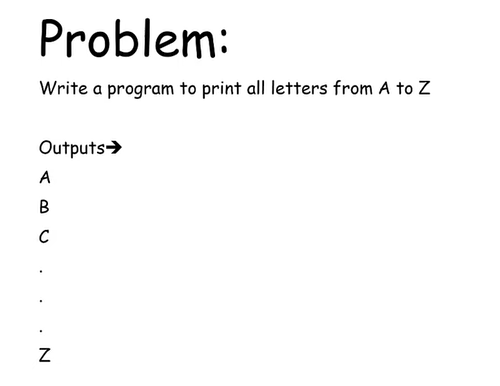 Problem:
Write a program to print all letters from A to Z
Outputs➔
A
B
C
.
.
.
Z